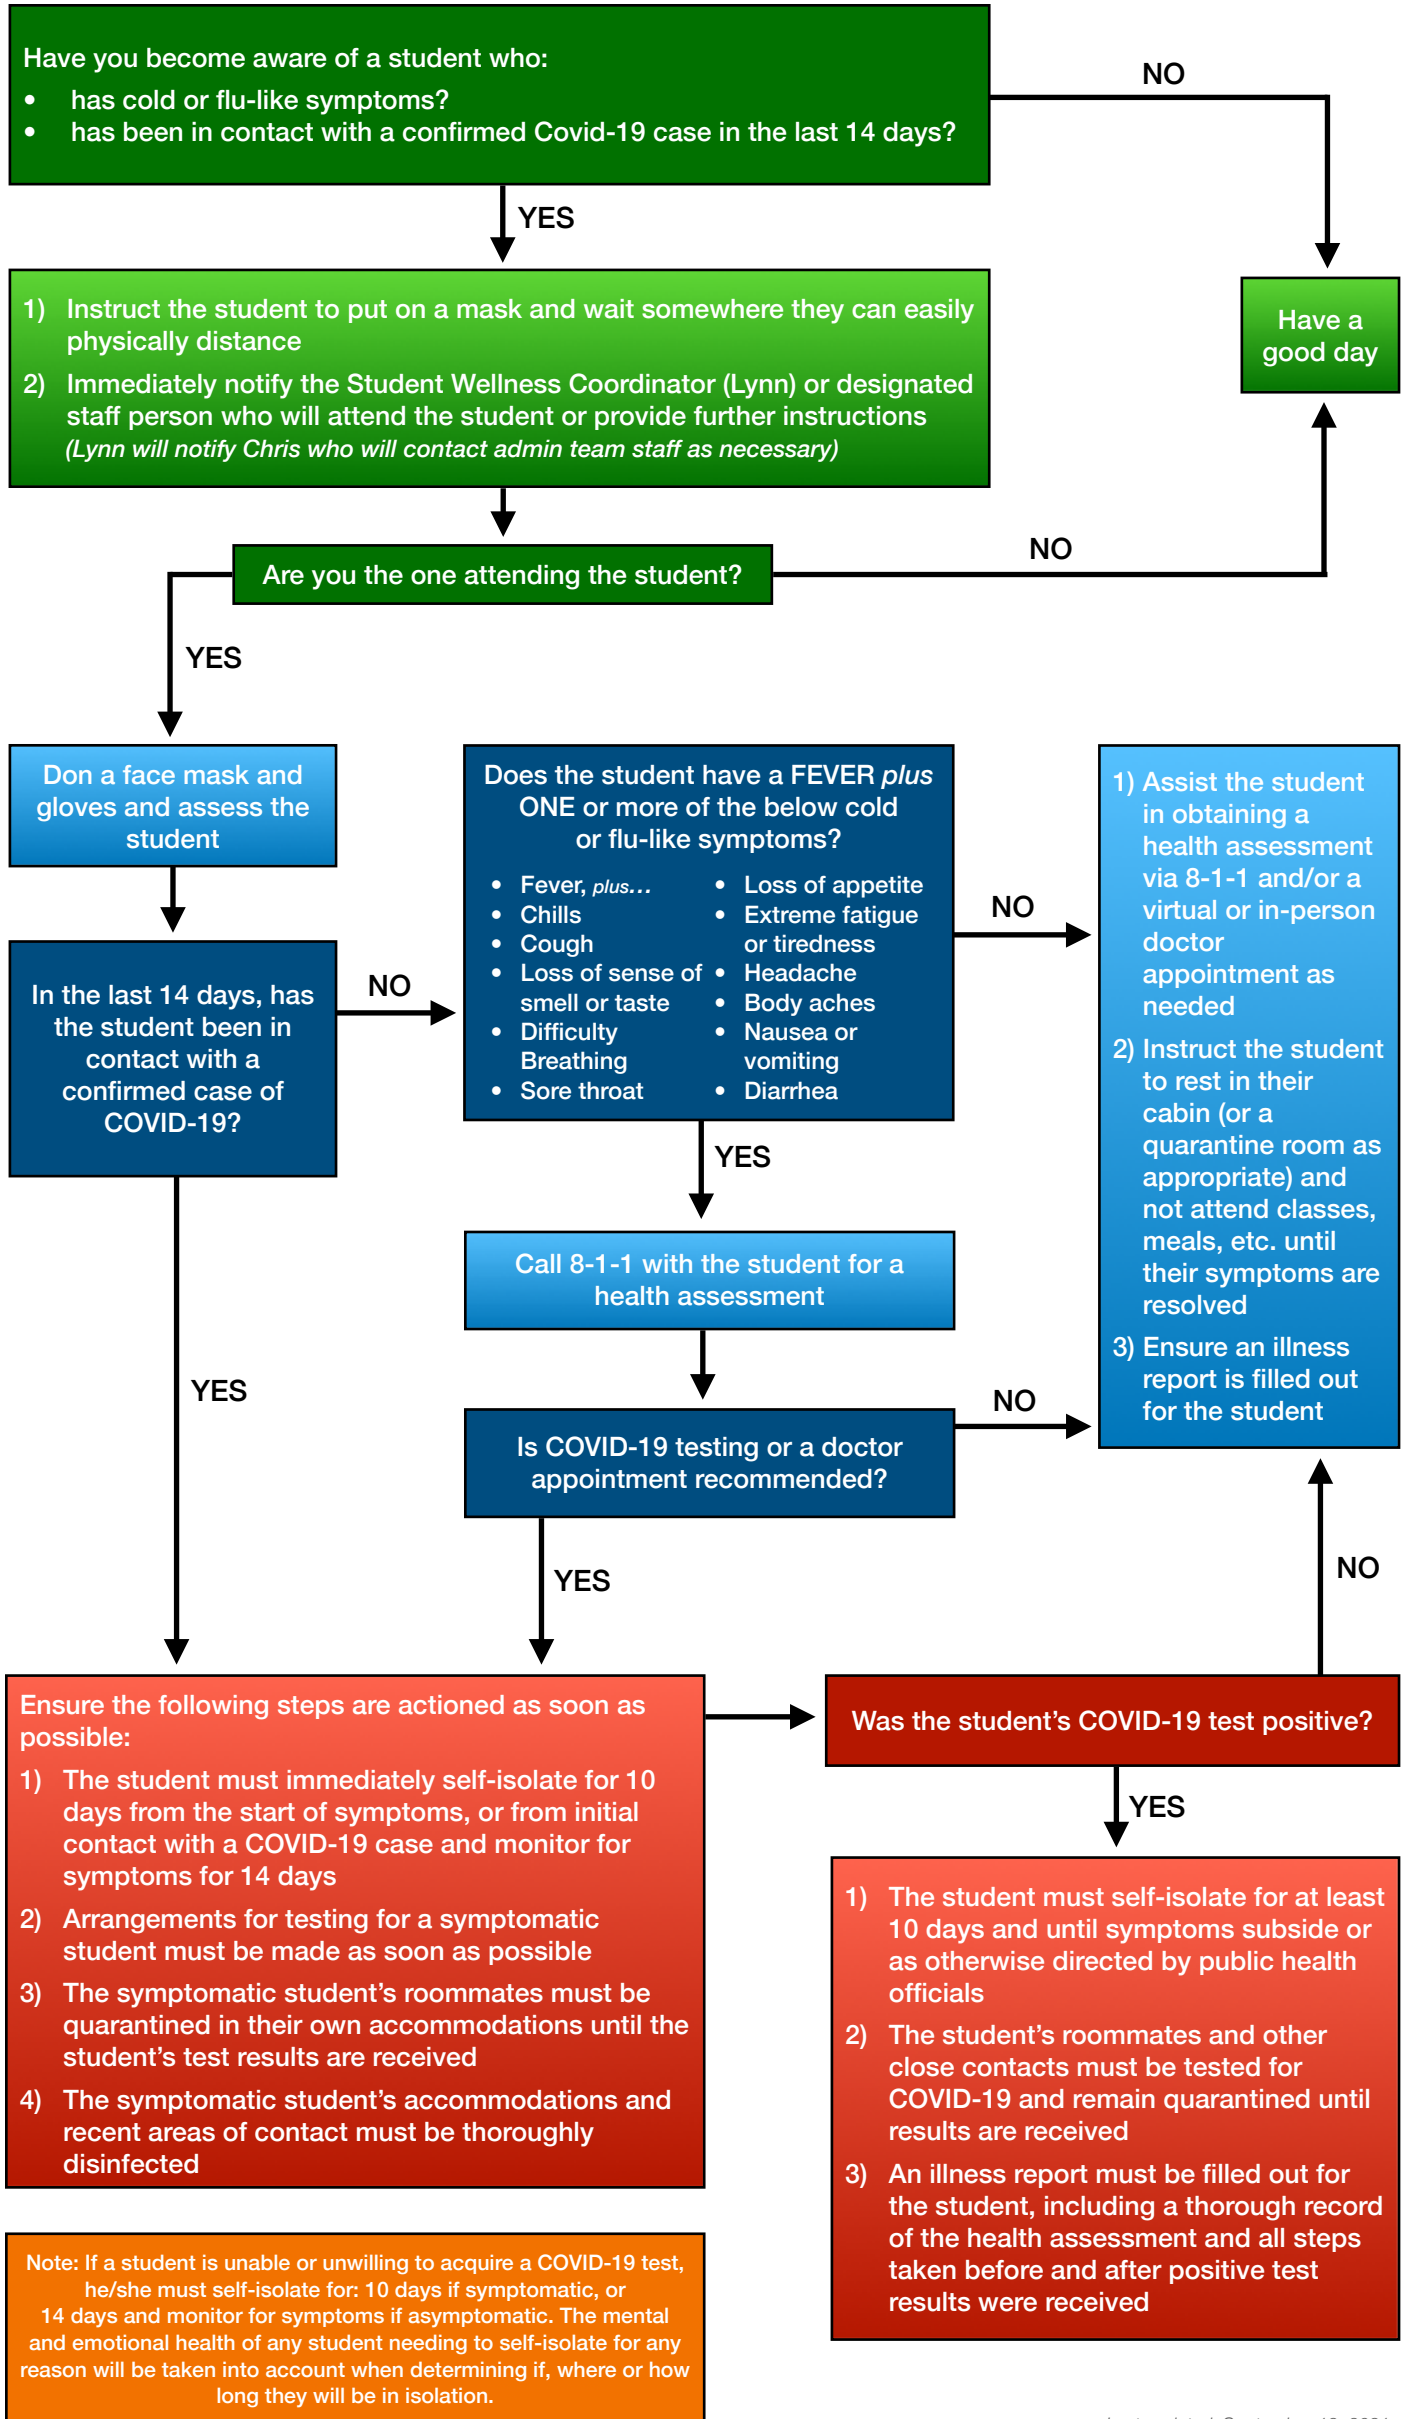 Have you become aware of a student who:
• has cold or flu-like symptoms?
• has been in contact with a confirmed Covid-19 case in the last 14 days?
NO
YES
1) Instruct the student to put on a mask and wait somewhere they can easily
physically distance
2) Immediately notify the Student Wellness Coordinator (Lynn) or designated
staff person who will attend the student or provide further instructions
(Lynn will notify Chris who will contact admin team staff as necessary)
Have a
good day
Are you the one attending the student?
NO
YES
Don a face mask and
gloves and assess the
student
In the last 14 days, has
the student been in
contact with a
confirmed case of
COVID-19?
NO
YES
Does the student have a FEVER plus
ONE or more of the below cold
or flu-like symptoms?
• Fever, plus...
• Chills
• Cough
• Loss of sense of
smell or taste
• Difficulty
Breathing
• Sore throat
• Loss of appetite
• Extreme fatigue
or tiredness
• Headache
• Body aches
• Nausea or
vomiting
• Diarrhea
NO
YES
Call 8-1-1 with the student for a
health assessment
Is COVID-19 testing or a doctor
appointment recommended?
NO
YES
1) Assist the student
in obtaining a
health assessment
via 8-1-1 and/or a
virtual or in-person
doctor
appointment as
needed
2) Instruct the student
to rest in their
cabin (or a
quarantine room as
appropriate) and
not attend classes,
meals, etc. until
their symptoms are
resolved
3) Ensure an illness
report is filled out
for the student
NO
Ensure the following steps are actioned as soon as
possible:
1) The student must immediately self-isolate for 10
days from the start of symptoms, or from initial
contact with a COVID-19 case and monitor for
symptoms for 14 days
2) Arrangements for testing for a symptomatic
student must be made as soon as possible
3) The symptomatic student's roommates must be
quarantined in their own accommodations until the
student's test results are received
4) The symptomatic student's accommodations and
recent areas of contact must be thoroughly
disinfected
Was the student's COVID-19 test positive?
YES
1) The student must self-isolate for at least
10 days and until symptoms subside or
as otherwise directed by public health
officials
2) The student's roommates and other
close contacts must be tested for
COVID-19 and remain quarantined until
results are received
3) An illness report must be filled out for
the student, including a thorough record
of the health assessment and all steps
taken before and after positive test
results were received
Note: If a student is unable or unwilling to acquire a COVID-19 test,
he/she must self-isolate for: 10 days if symptomatic, or
14 days and monitor for symptoms if asymptomatic. The mental
and emotional health of any student needing to self-isolate for any
reason will be taken into account when determining if, where or how
long they will be in isolation.